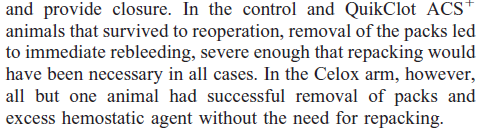 and provide closure. In the control and QuikClot ACS⁺
animals that survived to reoperation, removal of the packs led
to immediate rebleeding, severe enough that repacking would
have been necessary in all cases. In the Celox arm, however,
all but one animal had successful removal of packs and
excess hemostatic agent without the need for repacking.